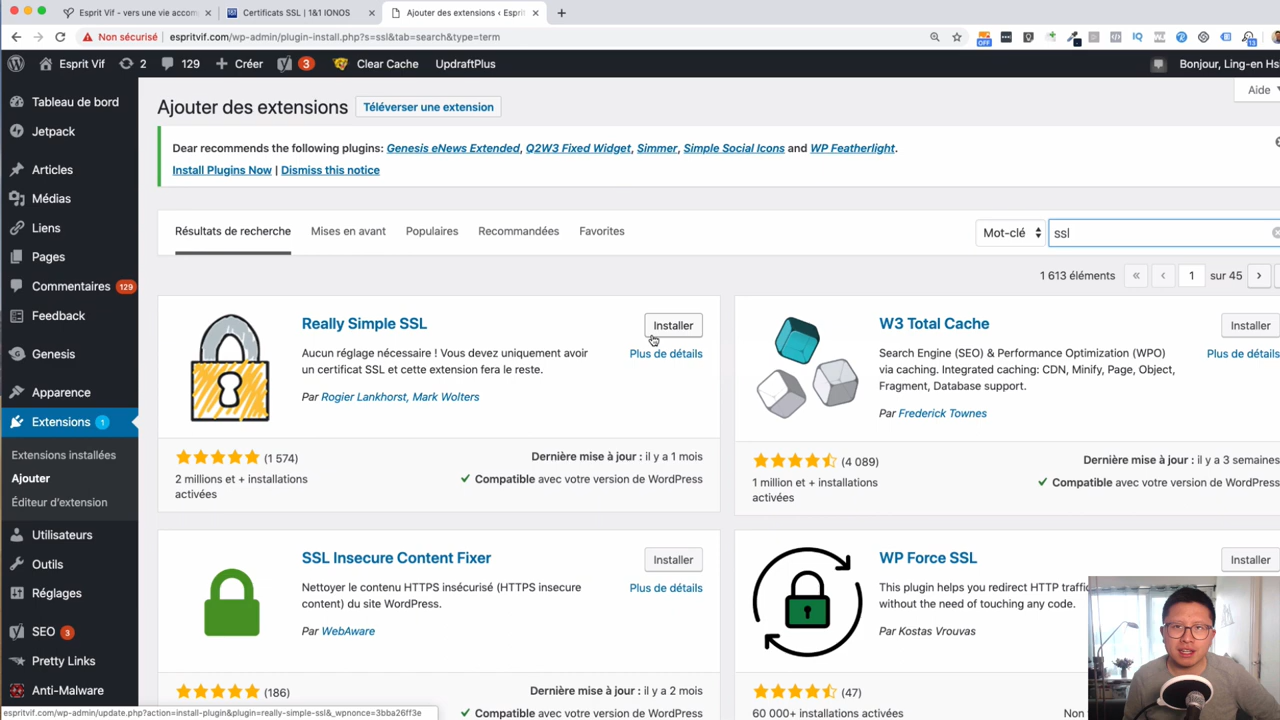 Esprit Vif - vers une vie accom
Certificats SSL | 1&1 IONOS
Ajouter des extensions ‹ Esprit
Non sécurisé
espritvif.com/wp-admin/plugin-install.php?s=ssl&tab=search&type=term
OFF
IQ
13
Esprit Vif
2
129
Créer
3
Clear Cache
UpdraftPlus
Bonjour, Ling-en Hs
Tableau de bord
Jetpack
Articles
Médias
Liens
Pages
Commentaires 129
Feedback
Genesis
Apparence
Extensions 1
Extensions installées
Ajouter
Éditeur d'extension
Utilisateurs
Outils
Réglages
SEO 3
Pretty Links
Anti-Malware
Ajouter des extensions
Téléverser une extension
Aide
Dear recommends the following plugins: Genesis eNews Extended, Q2W3 Fixed Widget, Simmer, Simple Social Icons and WP Featherlight.
Install Plugins Now | Dismiss this notice
Résultats de recherche
Mises en avant
Populaires
Recommandées
Favorites
Mot-clé
ssl
1 613 éléments
«
‹
1
sur 45
›
Really Simple SSL
Installer
Plus de détails
Aucun réglage nécessaire ! Vous devez uniquement avoir
un certificat SSL et cette extension fera le reste.
Par Rogier Lankhorst, Mark Wolters
(1 574)
2 millions et + installations
activées
Dernière mise à jour : il y a 1 mois
Compatible avec votre version de WordPress
W3 Total Cache
Installer
Plus de détails
Search Engine (SEO) & Performance Optimization (WPO)
via caching. Integrated caching: CDN, Minify, Page, Object,
Fragment, Database support.
Par Frederick Townes
(4 089)
1 million et + installations
activées
Dernière mise à jour : il y a 3 semaines
Compatible avec votre version de WordPress
SSL Insecure Content Fixer
Installer
Plus de détails
Nettoyer le contenu HTTPS insécurisé (HTTPS insecure
content) du site WordPress.
Par WebAware
(186)
Dernière mise à jour : il y a 2 mois
Compatible avec votre version de WordPress
WP Force SSL
Installer
This plugin helps you redirect HTTP traffi
without the need of touching any code.
Par Kostas Vrouvas
(47)
60 000+ installations activées
Non
espritvif.com/wp-admin/update.php?action=install-plugin&plugin=really-simple-ssl&_wpnonce=3bba26ff3e